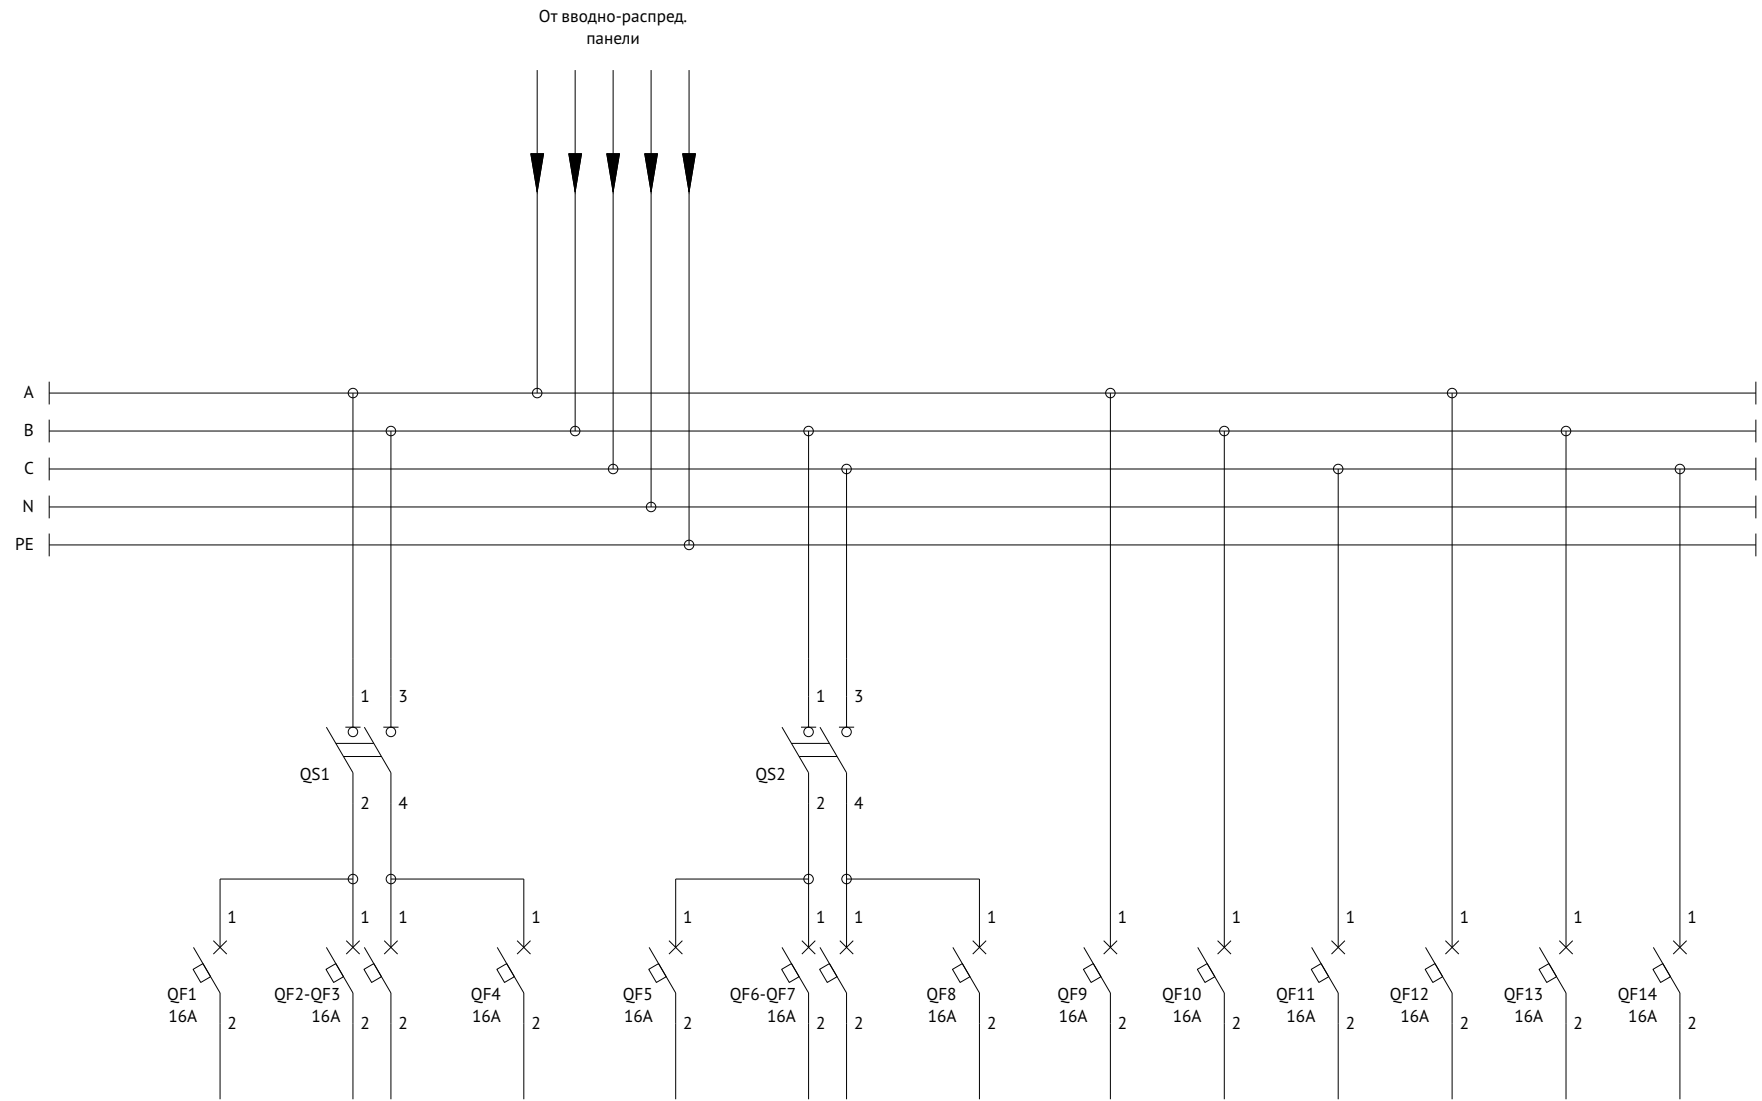 От вводно-распред.
панели
A
B
C
N
PE
1 3 1 3
QS1 QS2
2 4 2 4
1 1 1 1 1 1 1 1 1 1 1 1 1 1
QF1 QF2-QF3 QF4 QF5 QF6-QF7 QF8 QF9 QF10 QF11 QF12 QF13 QF14
16A 16A 16A 16A 16A 16A 16A 16A 16A 16A 16A 16A
2 2 2 2 2 2 2 2 2 2 2 2 2 2